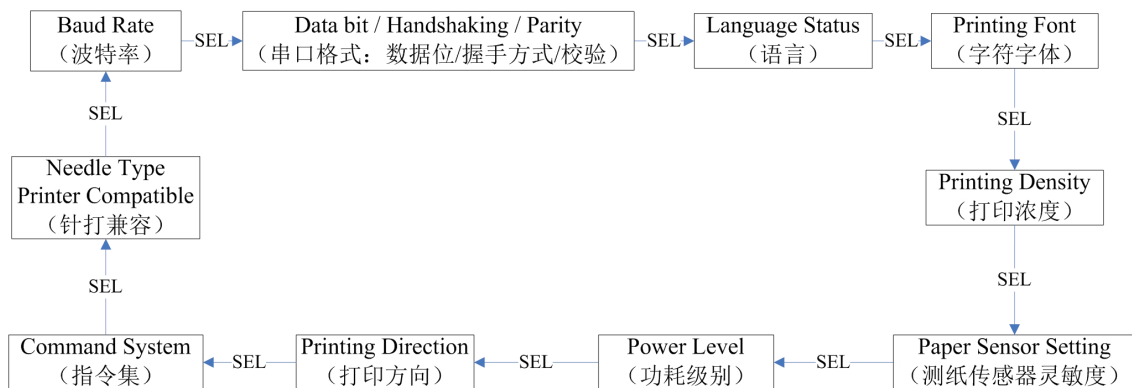 Baud Rate
（波特率）
SEL
Data bit / Handshaking / Parity
（串口格式：数据位/握手方式/校验）
SEL
Language Status
（语言）
SEL
Printing Font
（字符字体）
SEL
Printing Density
（打印浓度）
SEL
Paper Sensor Setting
（测纸传感器灵敏度）
SEL
Power Level
（功耗级别）
SEL
Printing Direction
（打印方向）
SEL
Command System
（指令集）
SEL
Needle Type
Printer Compatible
（针打兼容）
SEL